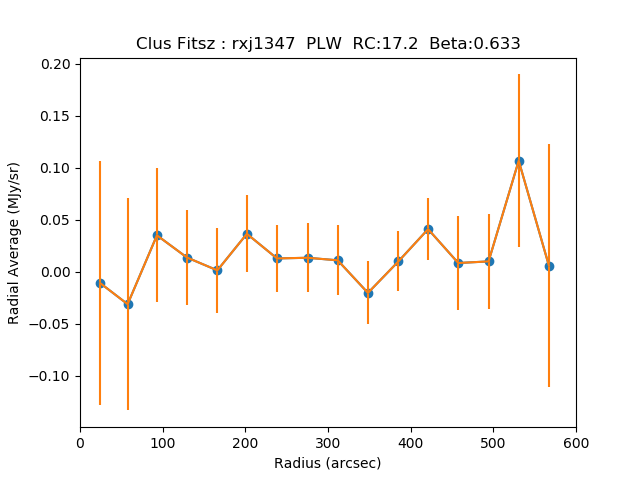 Clus Fitsz : rxj1347  PLW  RC:17.2  Beta:0.633
Radial Average (MJy/sr)
0.20
0.15
0.10
0.05
0.00
−0.05
−0.10
0 100 200 300 400 500 600
Radius (arcsec)